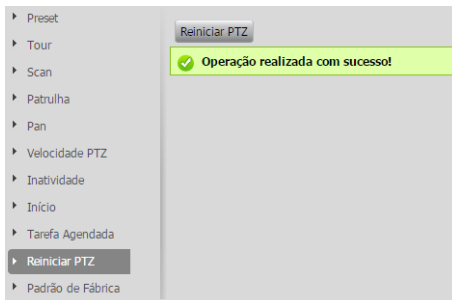 Preset
Tour
Scan
Patrulha
Pan
Velocidade PTZ
Inatividade
Início
Tarefa Agendada
Reiniciar PTZ
Padrão de Fábrica
Reiniciar PTZ
Operação realizada com sucesso!